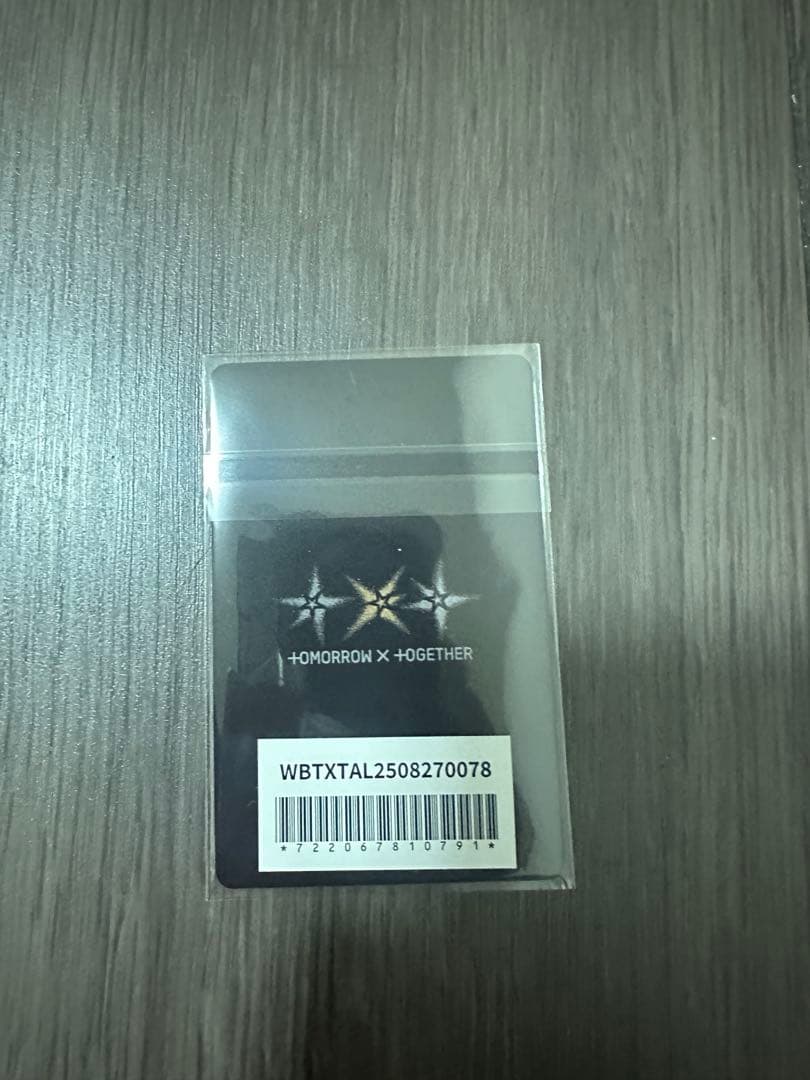 TOMORROW X TOGETHER
WBTXTAL2508270078
*722067810791*